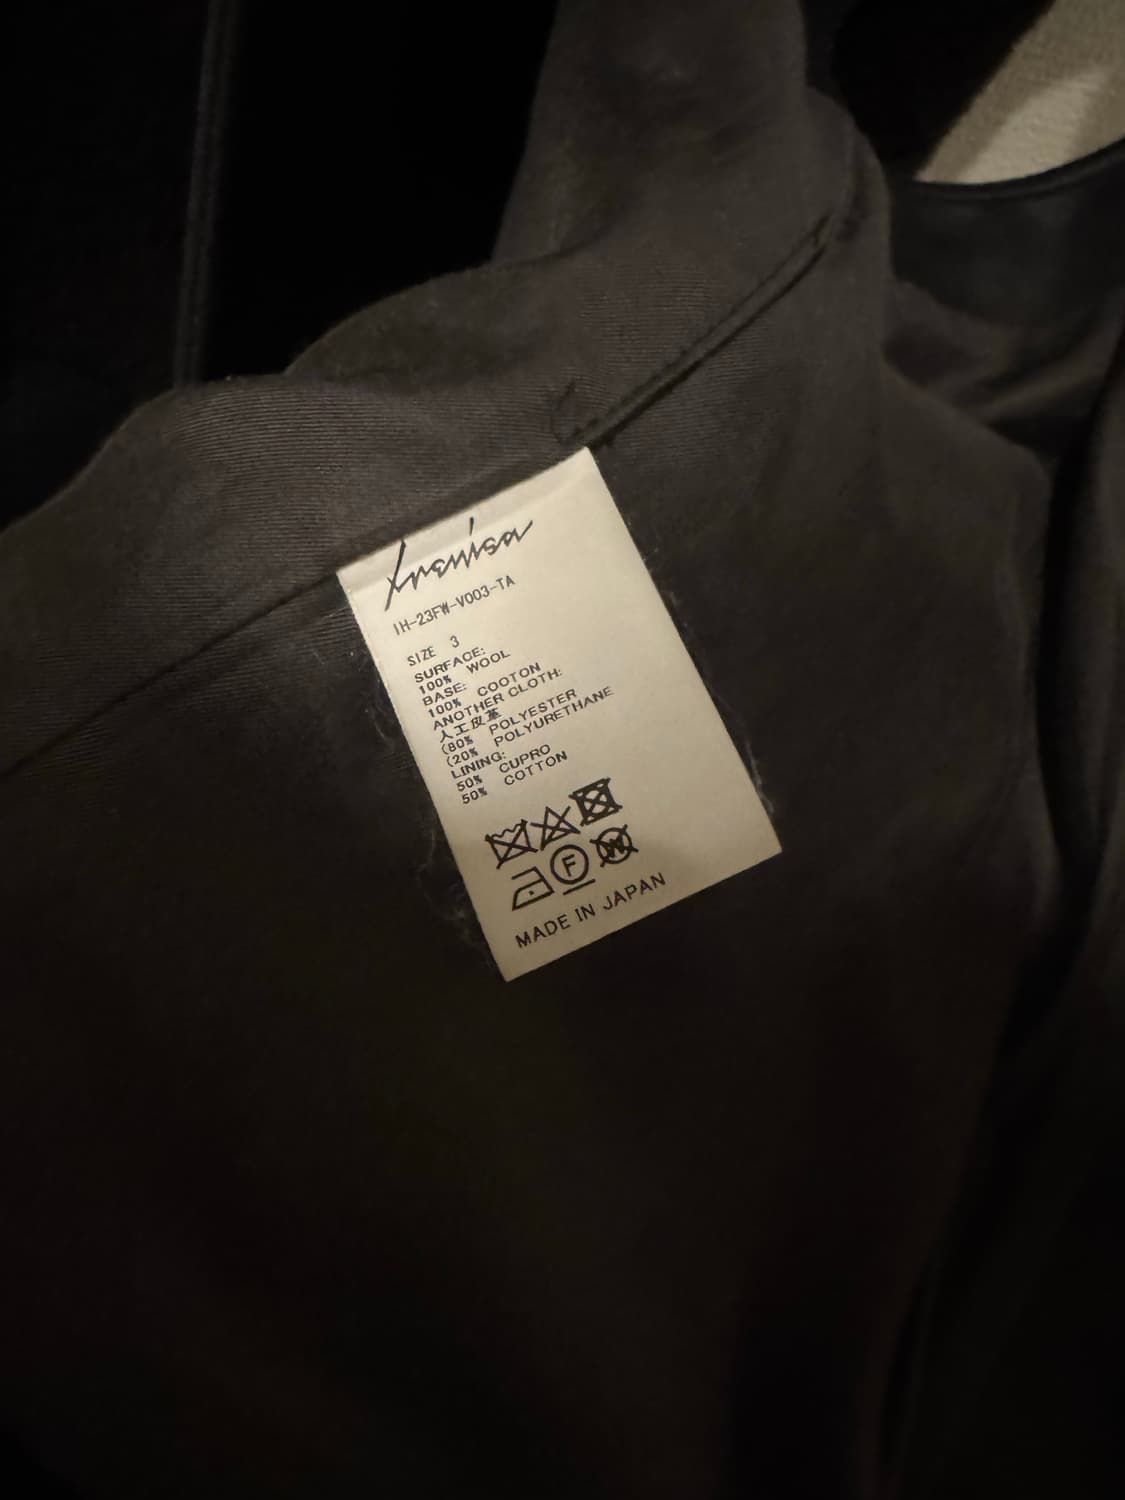 Irenisa
IH-23FW-V003-TA
SIZE 3
SURFACE:
100% WOOL
BASE:
100% COOTON
ANOTHER CLOTH:
人工皮革
(80% POLYESTER
(20% POLYURETHANE
LINING:
50% CUPRO
50% COTTON
F
W
MADE IN JAPAN